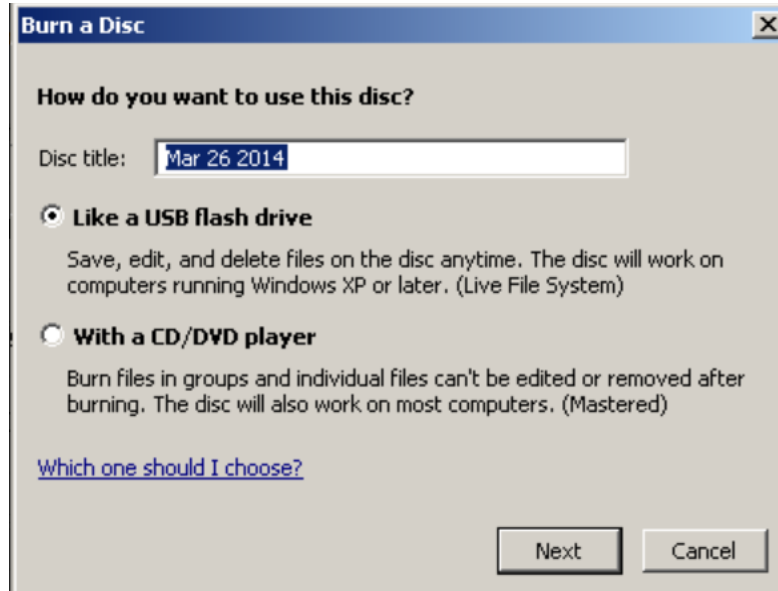 Burn a Disc
How do you want to use this disc?
Disc title: Mar 26 2014
Like a USB flash drive
Save, edit, and delete files on the disc anytime. The disc will work on
computers running Windows XP or later. (Live File System)
With a CD/DVD player
Burn files in groups and individual files can't be edited or removed after
burning. The disc will also work on most computers. (Mastered)
Which one should I choose?
Next Cancel